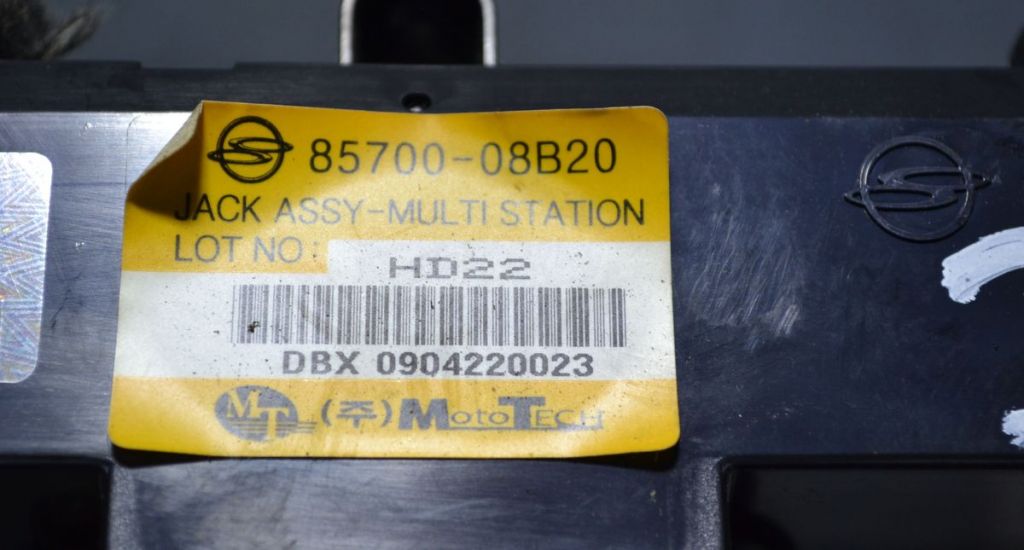 85700-08B20
JACK ASSY-MULTI STATION
LOT NO:
HD22
DBX 0904220023
MT (주) MOTOTECH